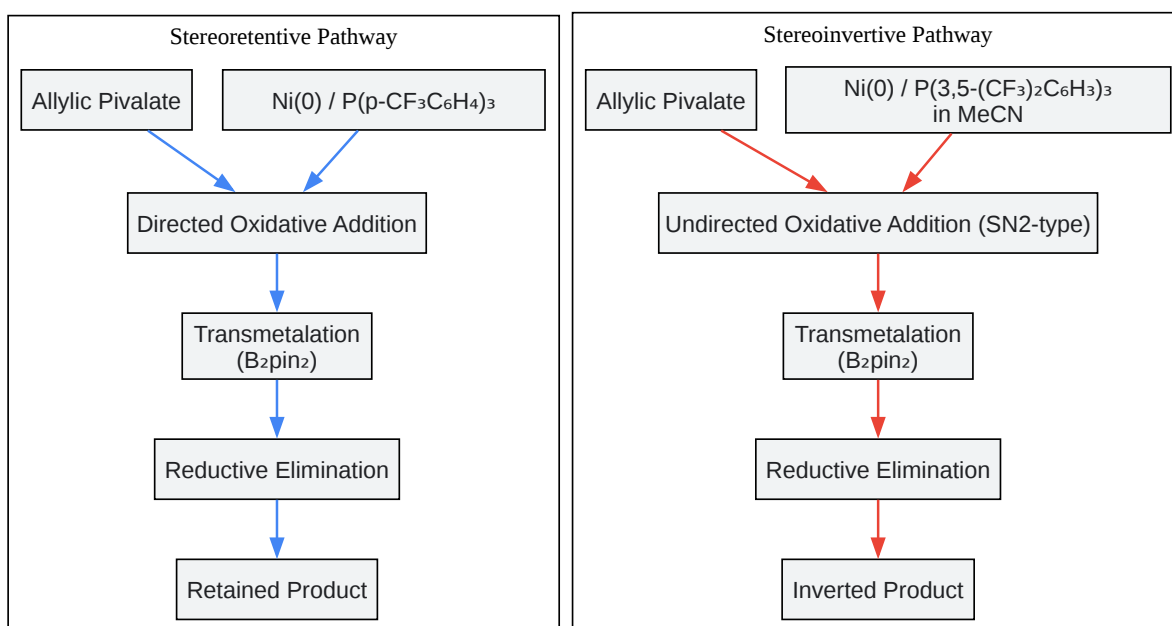 Stereoretentive Pathway
Allylic Pivalate
Ni(0) / P(p-CF₃C₆H₄)₃
Directed Oxidative Addition
Transmetalation
(B₂pin₂)
Reductive Elimination
Retained Product
Stereoinvertive Pathway
Allylic Pivalate
Ni(0) / P(3,5-(CF₃)₂C₆H₃)₃
in MeCN
Undirected Oxidative Addition (SN2-type)
Transmetalation
(B₂pin₂)
Reductive Elimination
Inverted Product